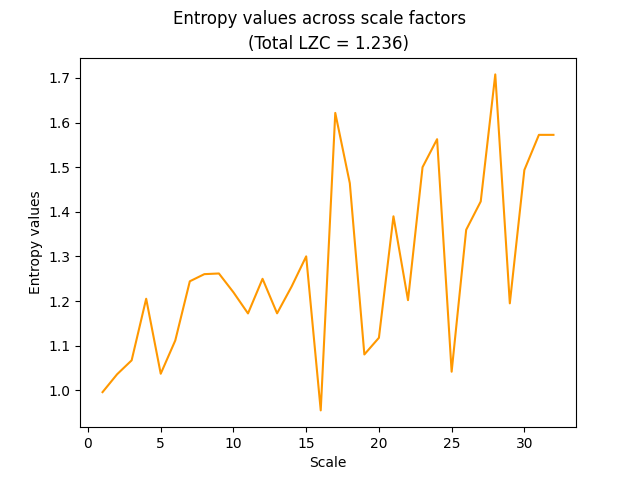 Entropy values across scale factors
(Total LZC = 1.236)
1.7
1.6
1.5
1.4
1.3
1.2
1.1
1.0
Entropy values
0 5 10 15 20 25 30
Scale